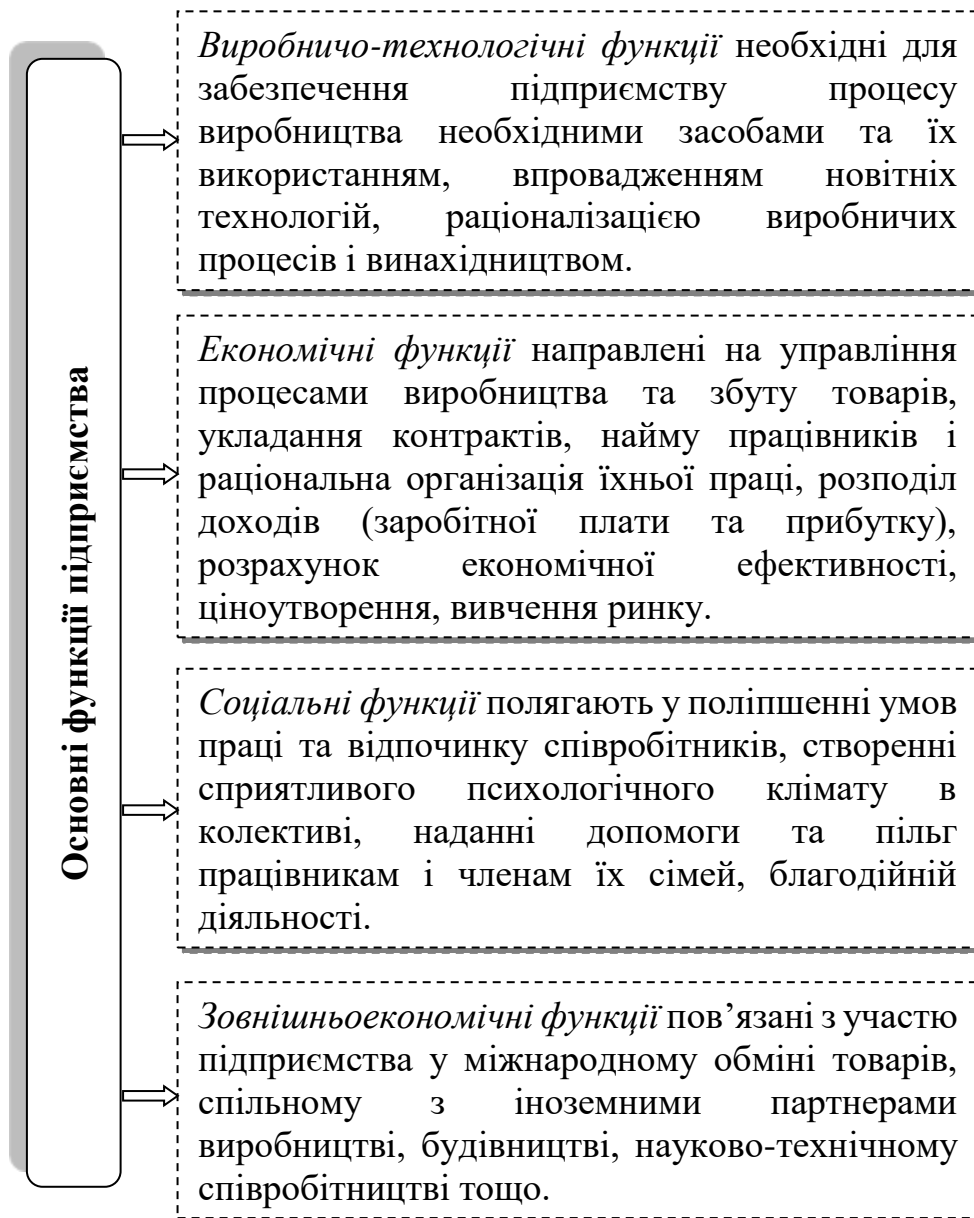 Основні функції підприємства
Виробничо-технологічні функції необхідні для
забезпечення підприємству процесу
виробництва необхідними засобами та їх
використанням, впровадженням новітніх
технологій, раціоналізацією виробничих
процесів і винахідництвом.
Економічні функції направлені на управління
процесами виробництва та збуту товарів,
укладання контрактів, найму працівників і
раціональна організація їхньої праці, розподіл
доходів (заробітної плати та прибутку),
розрахунок економічної ефективності,
ціноутворення, вивчення ринку.
Соціальні функції полягають у поліпшенні умов
праці та відпочинку співробітників, створенні
сприятливого психологічного клімату в
колективі, наданні допомоги та пільг
працівникам і членам їх сімей, благодійній
діяльності.
Зовнішньоекономічні функції пов’язані з участю
підприємства у міжнародному обміні товарів,
спільному з іноземними партнерами
виробництві, будівництві, науково-технічному
співробітництві тощо.